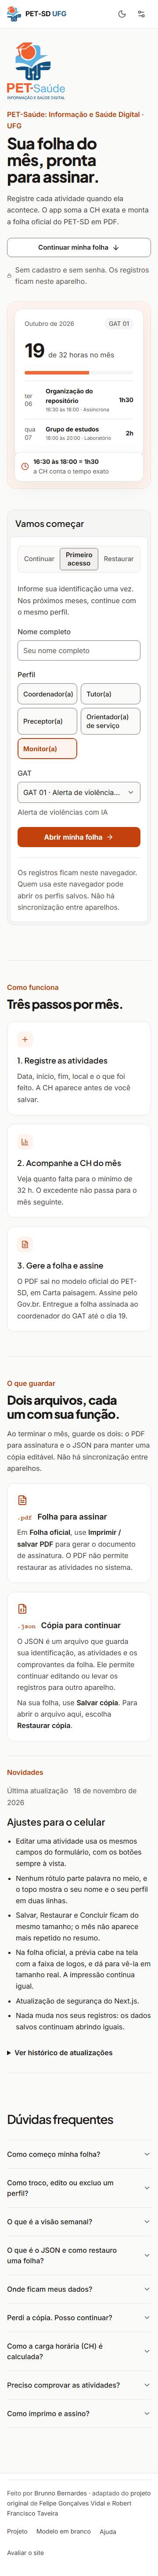 PET-SD UFG
PET-Saúde
INFORMAÇÃO & SAÚDE DIGITAL
PET-Saúde: Informação e Saúde Digital ·
UFG
Sua folha do
mês, pronta
para assinar.
Registre cada atividade quando ela
acontece. O app soma a CH exata e monta
a folha oficial do PET-SD em PDF.
Continuar minha folha
Sem cadastro e sem senha. Os registros
ficam neste aparelho.
Outubro de 2026
GAT 01
19 de 32 horas no mês
ter
06
Organização do
repositório
16:30 às 18:00 · Assíncrona
1h30
qua
07
Grupo de estudos
18:00 às 20:00 · Laboratório
2h
16:30 às 18:00 = 1h30
a CH conta o tempo exato
Vamos começar
Continuar
Primeiro
acesso
Restaurar
Informe sua identificação uma vez.
Nos próximos meses, continue com
o mesmo perfil.
Nome completo
Seu nome completo
Perfil
Coordenador(a)
Tutor(a)
Preceptor(a)
Orientador(a)
de serviço
Monitor(a)
GAT
GAT 01 · Alerta de violência...
Alerta de violências com IA
Abrir minha folha
Os registros ficam neste navegador.
Quem usa este navegador pode
abrir os perfis salvos. Não há
sincronização entre aparelhos.
Como funciona
Três passos por mês.
1. Registre as atividades
Data, início, fim, local e o que foi
feito. A CH aparece antes de você
salvar.
2. Acompanhe a CH do mês
Veja quanto falta para o mínimo de
32 h. O excedente não passa para o
mês seguinte.
3. Gere a folha e assine
O PDF sai no modelo oficial do PET-
SD, em Carta paisagem. Assine pelo
Gov.br. Entregue a folha assinada ao
coordenador do GAT até o dia 19.
O que guardar
Dois arquivos, cada
um com sua função.
Ao terminar o mês, guarde os dois: o PDF
para assinatura e o JSON para manter uma
cópia editável. Não há sincronização entre
aparelhos.
.pdf Folha para assinar
Em Folha oficial, use Imprimir /
salvar PDF para gerar o documento
de assinatura. O PDF não permite
restaurar as atividades no sistema.
.json Cópia para continuar
O JSON é um arquivo que guarda
sua identificação, as atividades e os
comprovantes da folha. Ele permite
continuar editando ou levar os
registros para outro aparelho.
Na sua folha, use Salvar cópia. Para
abrir o arquivo aqui, escolha
Restaurar cópia.
Novidades
Última atualização 18 de novembro de
2026
Ajustes para o celular
Editar uma atividade usa os mesmos
campos do formulário, com os botões
sempre à vista.
Nenhum rótulo parte palavra no meio, e
o topo mostra o seu nome e o seu perfil
em duas linhas.
Salvar, Restaurar e Concluir ficam do
mesmo tamanho; o mês não aparece
mais repetido no resumo.
Na folha oficial, a prévia cabe na tela
com a faixa de logos, e dá para vê-la em
tamanho real. A impressão continua
igual.
Atualização de segurança do Next.js.
Nada muda nos seus registros: os dados
salvos continuam abrindo iguais.
Ver histórico de atualizações
Dúvidas frequentes
Como começo minha folha?
Como troco, edito ou excluo um
perfil?
O que é a visão semanal?
O que é o JSON e como restauro
uma folha?
Onde ficam meus dados?
Perdi a cópia. Posso continuar?
Como a carga horária (CH) é
calculada?
Preciso comprovar as atividades?
Como imprimo e assino?
Feito por Brunno Bernardes · adaptado do projeto
original de Felipe Gonçalves Vidal e Robert
Francisco Taveira
Projeto
Modelo em branco
Ajuda
Avaliar o site